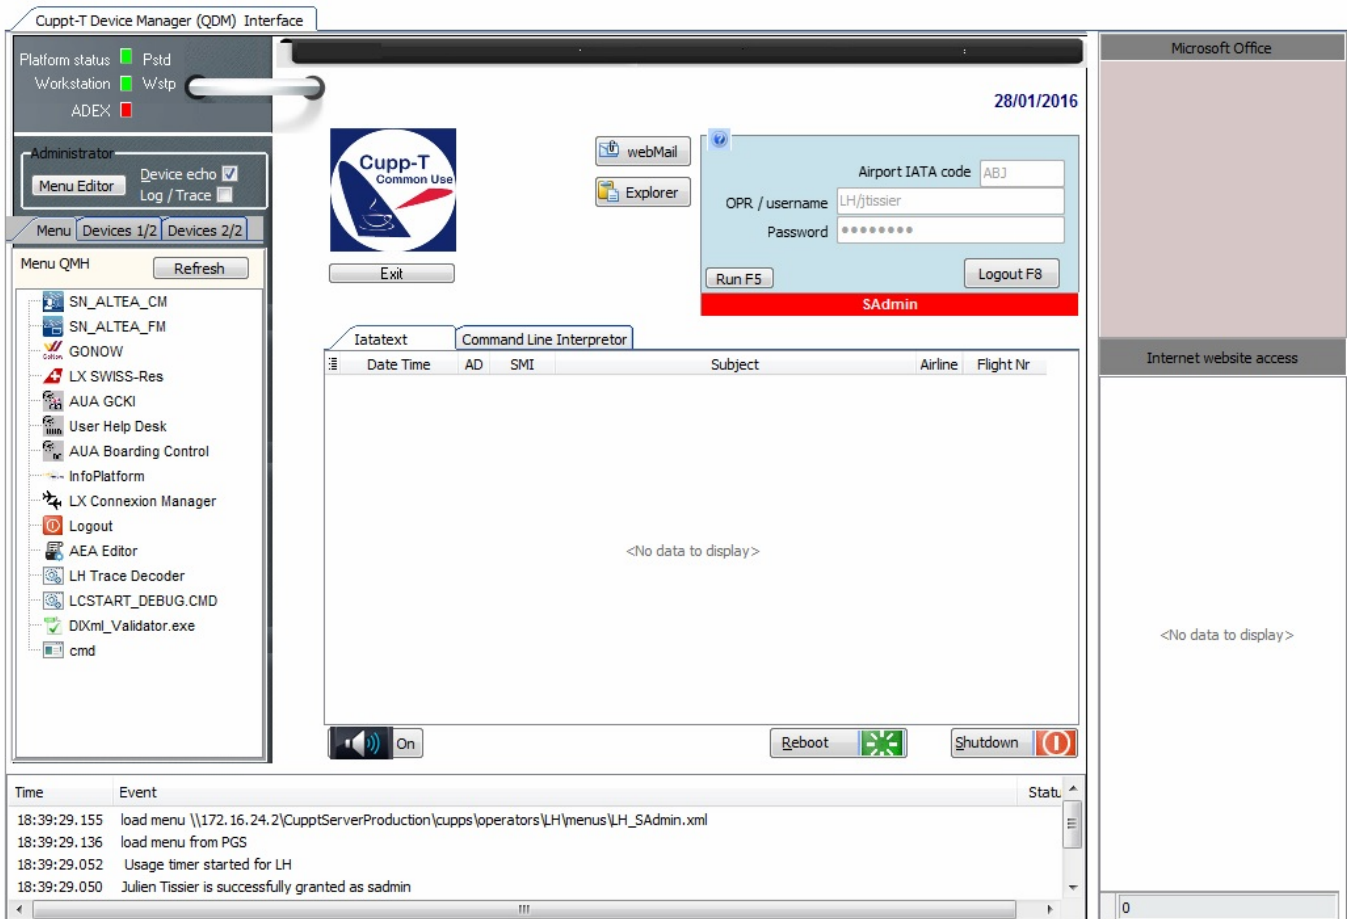 Cuppt-T Device Manager (QDM) Interface
Platform status Pstd
Workstation Wstp
ADEX
Administrator
Menu Editor
Device echo
Log / Trace
Menu Devices 1/2 Devices 2/2
Menu QMH Refresh
SN_ALTEA_CM
SN_ALTEA_FM
GONOW
LX SWISS-Res
AUA GCKI
User Help Desk
AUA Boarding Control
InfoPlatform
LX Connexion Manager
Logout
AEA Editor
LH Trace Decoder
LCSTART_DEBUG.CMD
DIXml_Validator.exe
cmd
28/01/2016
Cupp-T
Common Use
Exit
webMail
Explorer
Airport IATA code ABJ
OPR / username LH/jtissier
Password ••••••••
Run F5 Logout F8
SAdmin
Iatatext Command Line Interpretor
Date Time AD SMI Subject Airline Flight Nr
<No data to display>
On Reboot Shutdown
Time Event Statu
18:39:29.155 load menu \\172.16.24.2\CupptServerProduction\cupps\operators\LH\menus\LH_SAdmin.xml
18:39:29.136 load menu from PGS
18:39:29.052 Usage timer started for LH
18:39:29.050 Julien Tissier is successfully granted as sadmin
Microsoft Office
Internet website access
<No data to display>
0